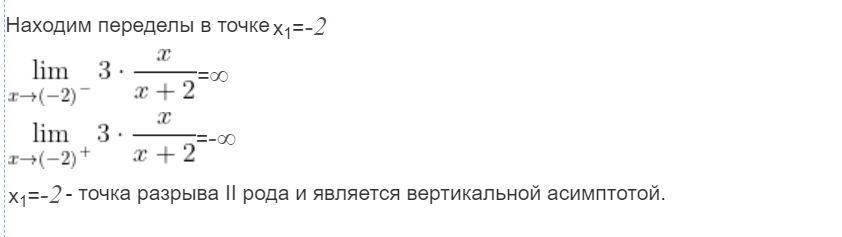 Находим переделы в точке x₁=-2
lim x→(−2)⁻ 3 · x/(x + 2)=∞
lim x→(−2)⁺ 3 · x/(x + 2)=-∞
x₁=-2 - точка разрыва II рода и является вертикальной асимптотой.